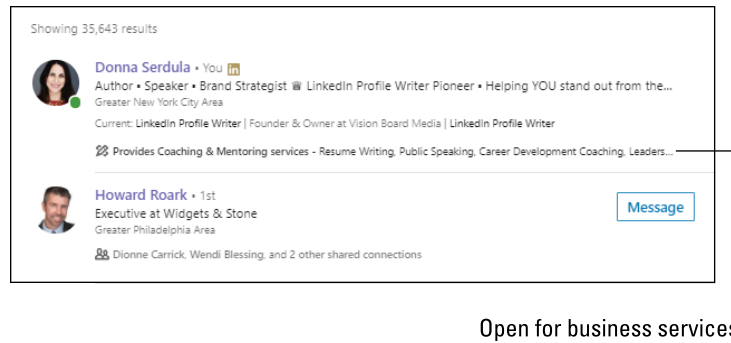 Showing 35,643 results
Donna Serdula • You in
Author • Speaker • Brand Strategist ♕ LinkedIn Profile Writer Pioneer • Helping YOU stand out from the...
Greater New York City Area
Current: LinkedIn Profile Writer | Founder & Owner at Vision Board Media | LinkedIn Profile Writer
Provides Coaching & Mentoring services - Resume Writing, Public Speaking, Career Development Coaching, Leaders...
Howard Roark • 1st
Message
Executive at Widgets & Stone
Greater Philadelphia Area
Dionne Carrick, Wendi Blessing, and 2 other shared connections
Open for business services